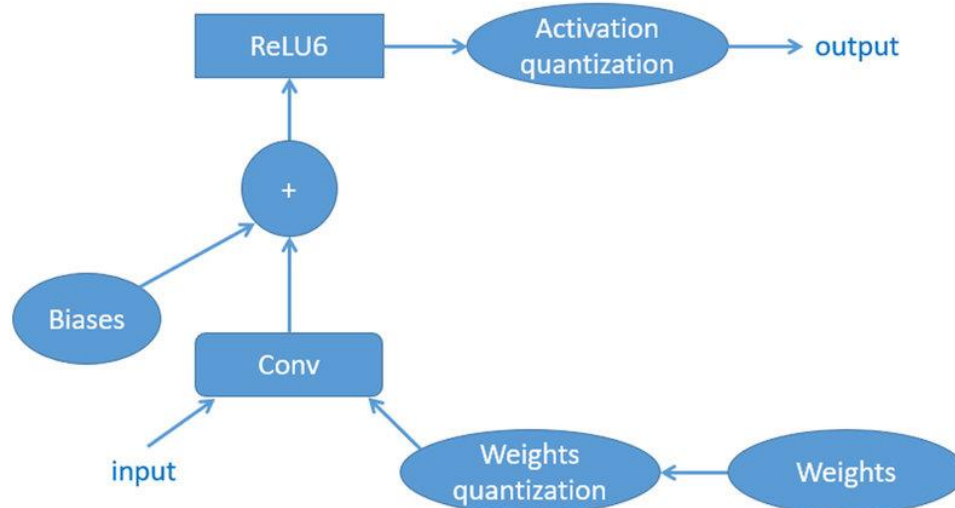 ReLU6
Activation
quantization
output
+
Biases
Conv
input
Weights
quantization
Weights